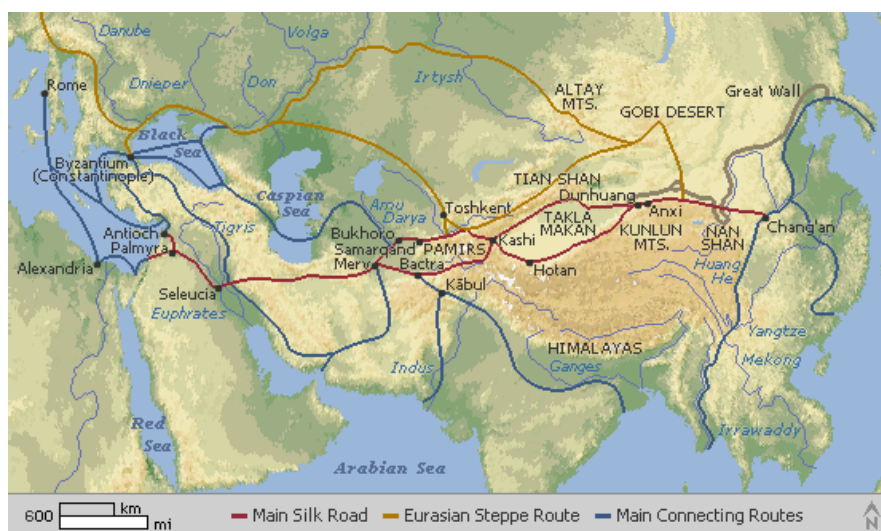 Danube
Volga
Rome
Dnieper
Don
Irtysh
ALTAY
MTS.
Great Wall
GOBI DESERT
Black
Sea
Byzantium
(Constantinople)
TIAN SHAN
Dunhuang
Caspian
Sea
Amu
Darya
Toshkent
TAKLA
MAKAN
Anxi
Antioch
Palmyra
Tigris
Bukhoro
Samarqand
PAMIRS
Kashi
KUNLUN
MTS.
NAN
SHAN
Chang'an
Alexandria
Merv
Bactra
Hotan
Huang
He
Seleucia
Kābul
Euphrates
Yangtze
HIMALAYAS
Indus
Ganges
Mekong
Red
Sea
Irrawaddy
Arabian Sea
600 km
mi
Main Silk Road
Eurasian Steppe Route
Main Connecting Routes
N